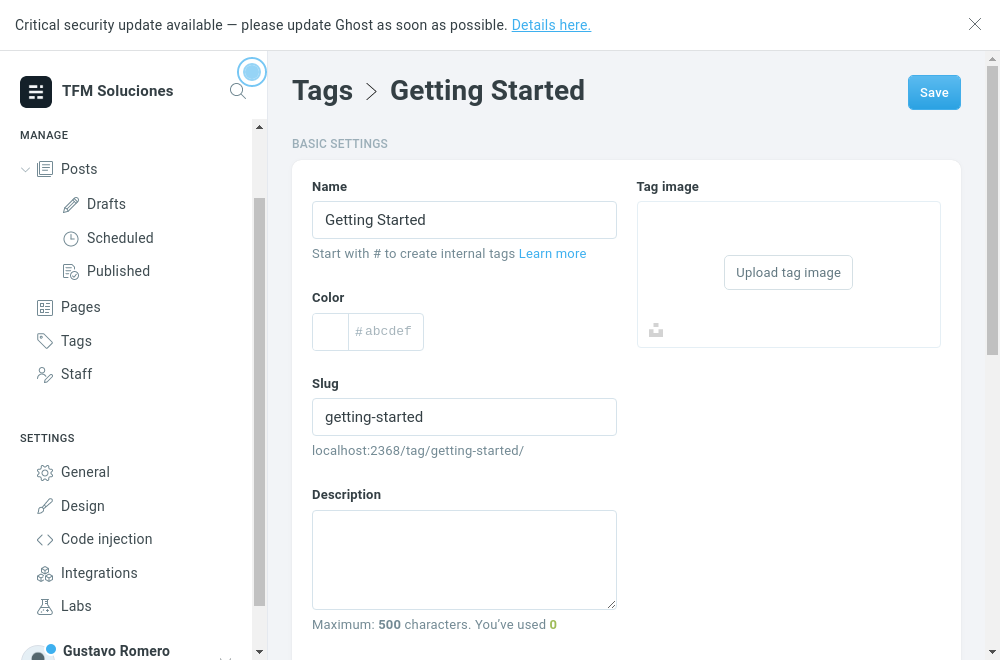 Critical security update available — please update Ghost as soon as possible. Details here.
TFM Soluciones
MANAGE
Posts
Drafts
Scheduled
Published
Pages
Tags
Staff
SETTINGS
General
Design
Code injection
Integrations
Labs
Gustavo Romero
Tags > Getting Started
Save
BASIC SETTINGS
Name
Getting Started
Start with # to create internal tags Learn more
Color
# abcdef
Slug
getting-started
localhost:2368/tag/getting-started/
Description
Maximum: 500 characters. You've used 0
Tag image
Upload tag image